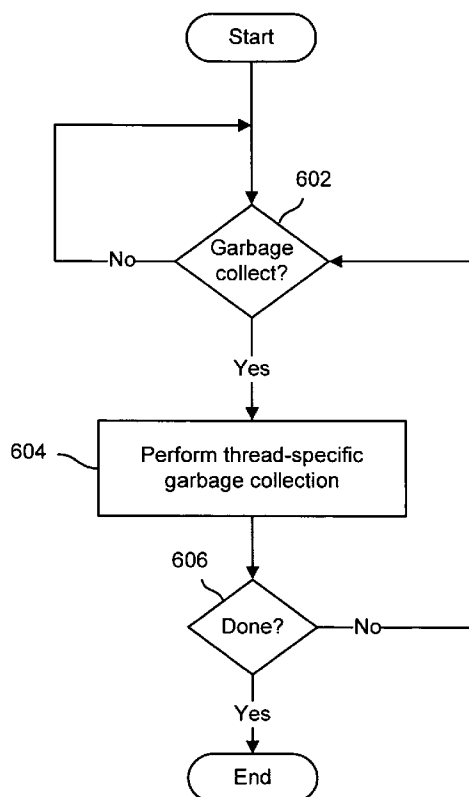 Start
602
Garbage
collect?
No
Yes
604
Perform thread-specific
garbage collection
606
Done?
No
Yes
End